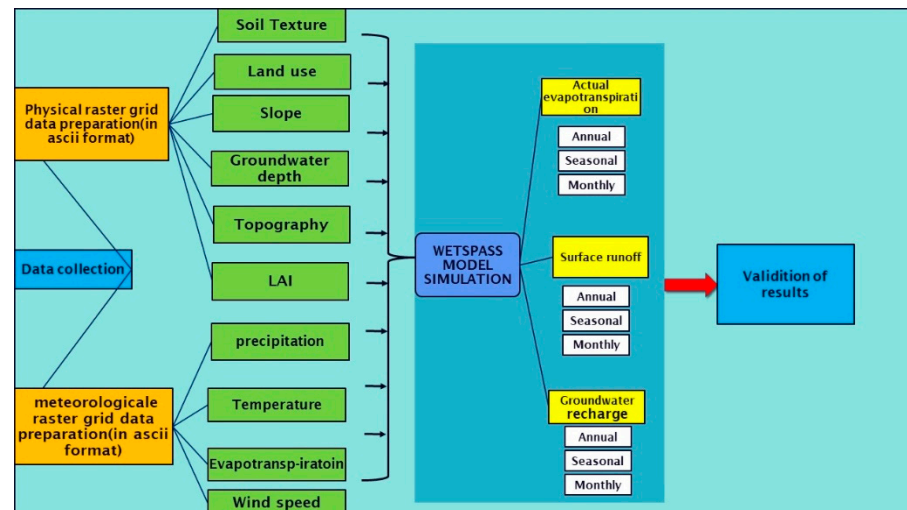 Soil Texture
Land use
Slope
Groundwater
depth
Topography
LAI
precipitation
Temperature
Evapotransp-iratoin
Wind speed
Physical raster grid
data preparation(in
ascii format)
Data collection
meteorologicale
raster grid data
preparation(in ascii
format)
WETSPASS
MODEL
SIMULATION
Actual
evapotranspirati
on
Annual
Seasonal
Monthly
Surface runoff
Annual
Seasonal
Monthly
Groundwater
recharge
Annual
Seasonal
Monthly
Validition of
results